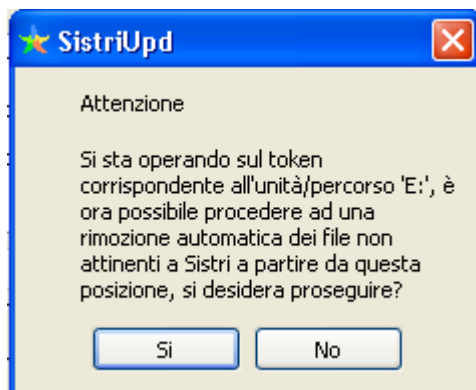 SistriUpd
Attenzione
Si sta operando sul token
corrispondente all'unità/percorso 'E:', è
ora possibile procedere ad una
rimozione automatica dei file non
attinenti a Sistri a partire da questa
posizione, si desidera proseguire?
Si No